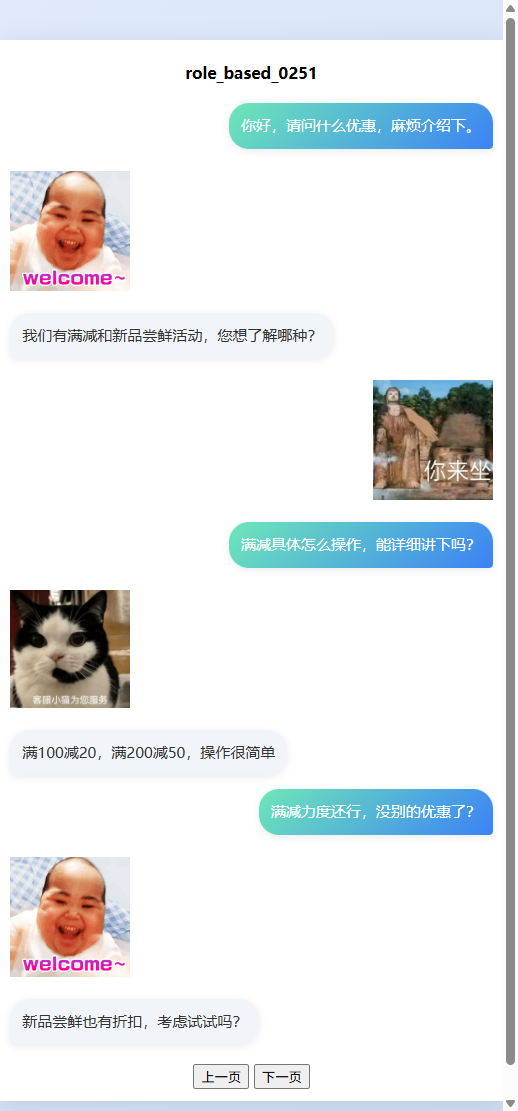 role_based_0251
你好，请问什么优惠，麻烦介绍下。
welcome~
我们有满减和新品尝鲜活动，您想了解哪种？
你来坐
满减具体怎么操作，能详细讲下吗？
客服小猫为您服务
满100减20，满200减50，操作很简单
满减力度还行，没别的优惠了？
welcome~
新品尝鲜也有折扣，考虑试试吗？
上一页 下一页